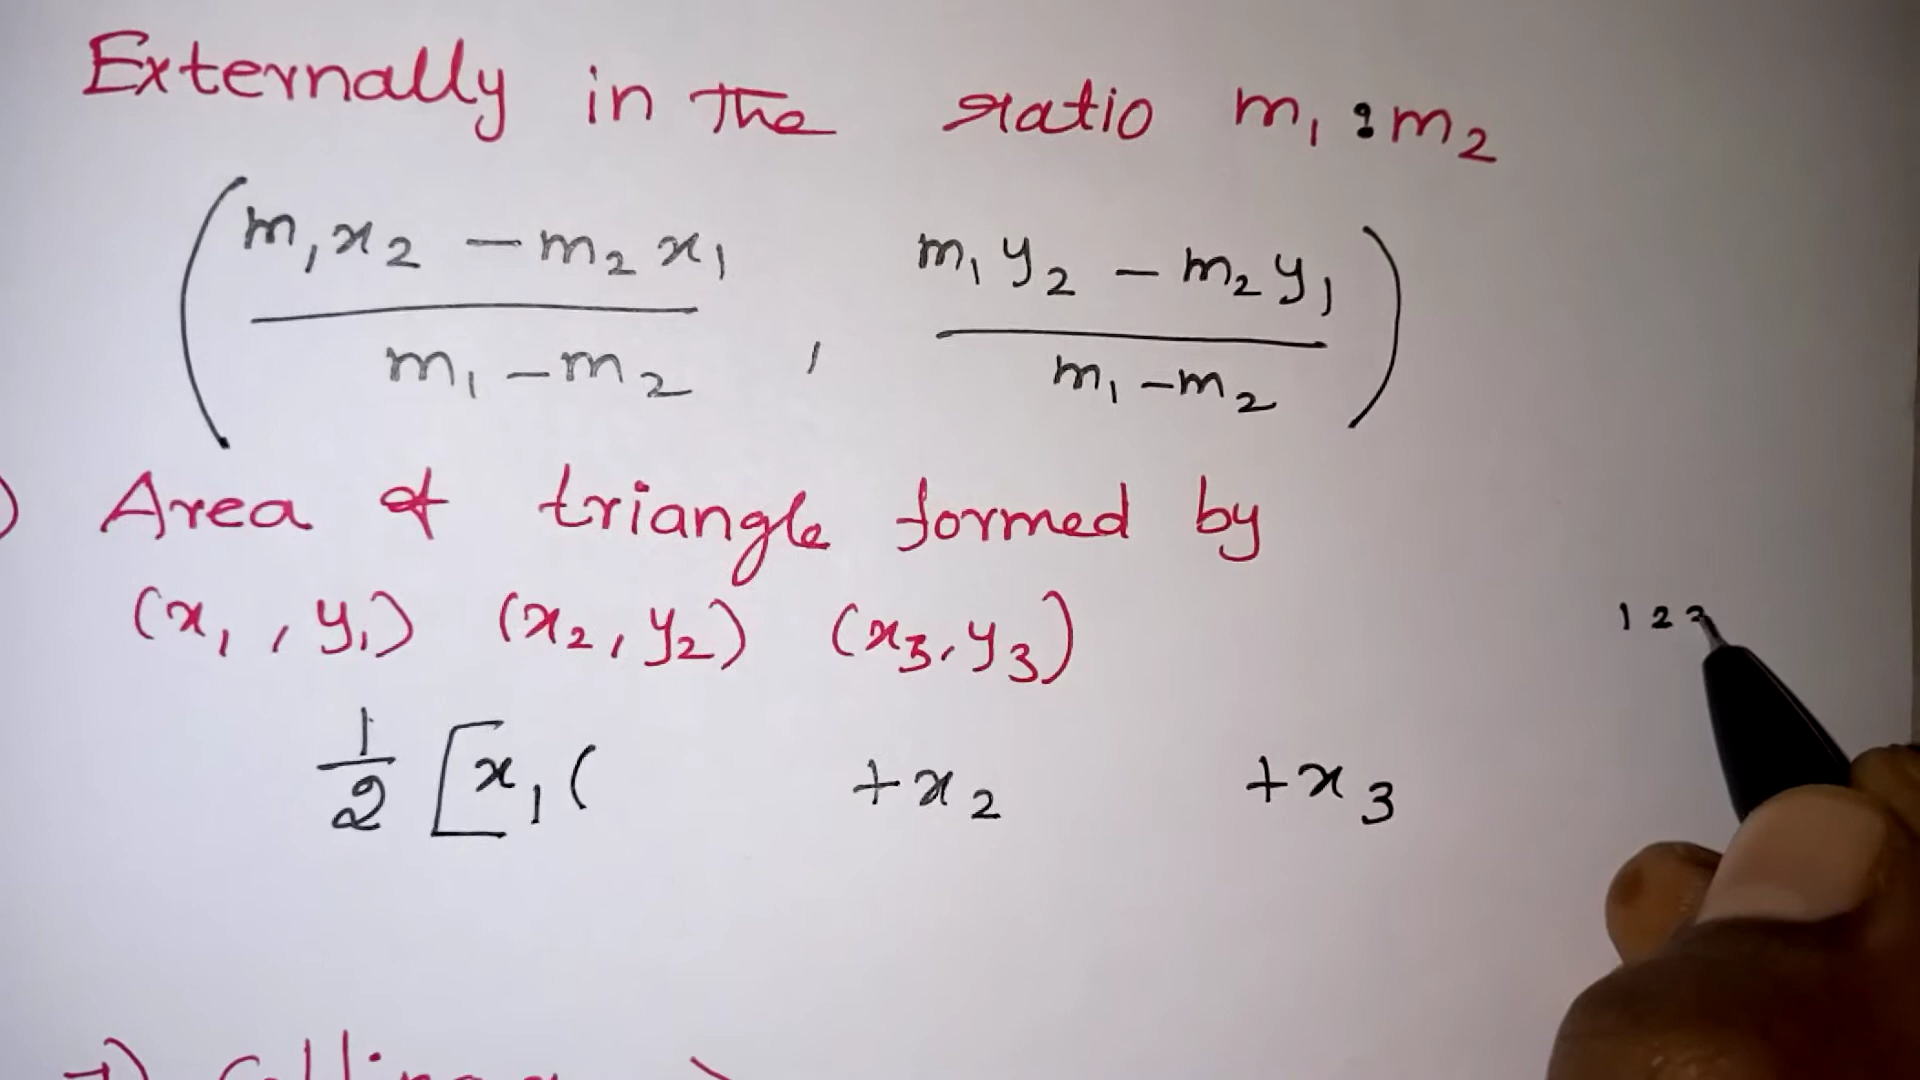 Externally in the ratio m₁ : m₂
( (m₁x₂ − m₂x₁)/(m₁ − m₂) , (m₁y₂ − m₂y₁)/(m₁ − m₂) )
Area of triangle formed by
(x₁, y₁) (x₂, y₂) (x₃, y₃)
1 2 3
1/2 [x₁( +x₂ +x₃